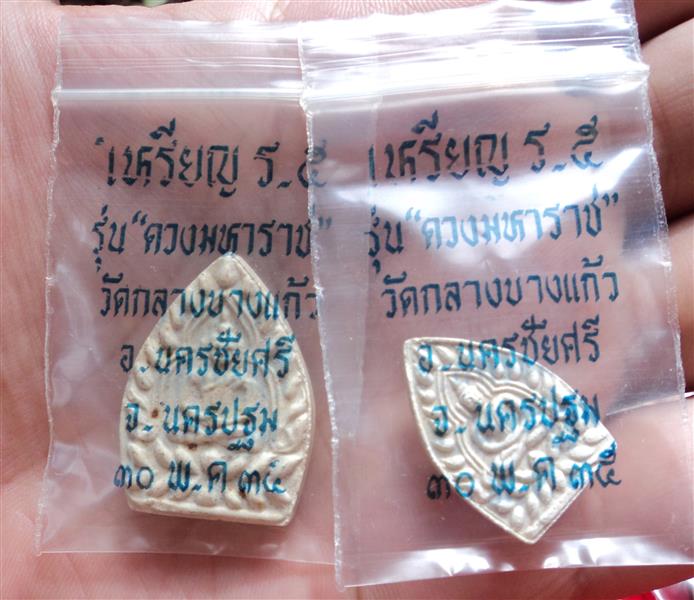 เหรียญ ร.๕
รุ่น "ดวงมหาราช"
วัดกลางบางแก้ว
อ.นครชัยศรี
จ.นครปฐม
๓๐ พ.ค ๓๕
เหรียญ ร.๕
รุ่น "ดวงมหาราช"
วัดกลางบางแก้ว
อ.นครชัยศรี
จ.นครปฐม
๓๐ พ.ค ๓๕